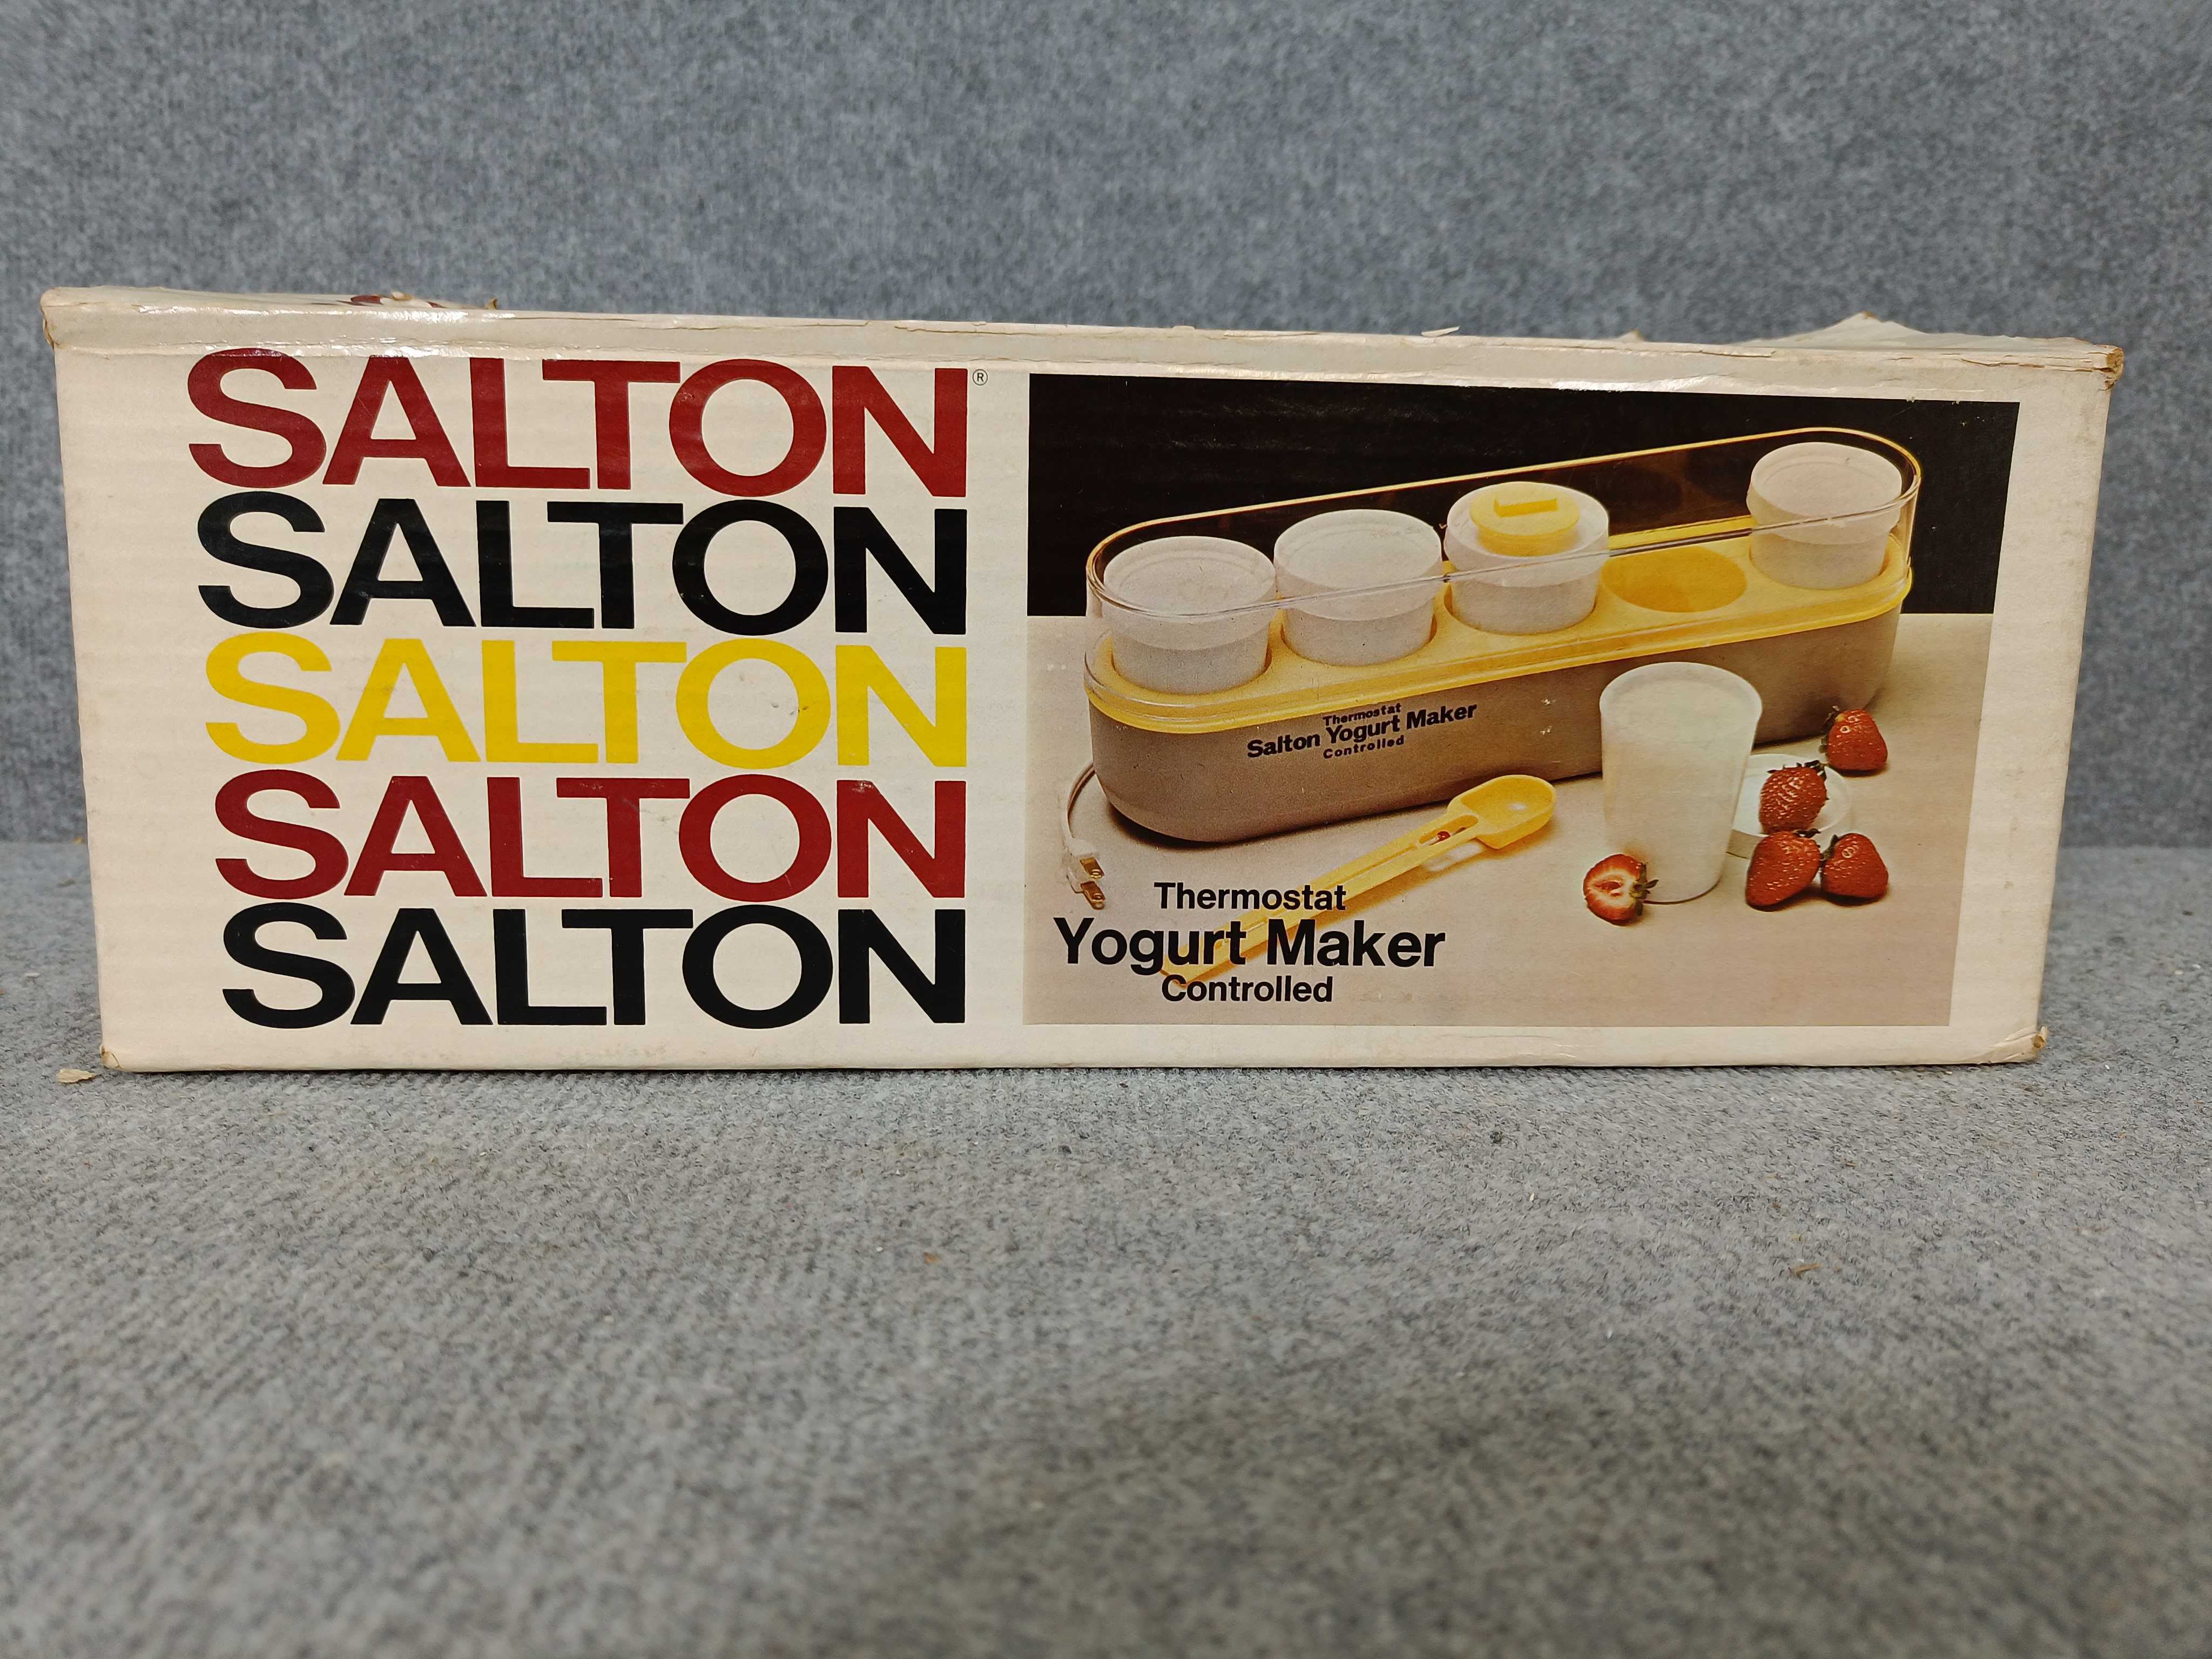 SALTON®
SALTON
SALTON
SALTON
SALTON
Thermostat
Salton Yogurt Maker
Controlled
Thermostat
Yogurt Maker
Controlled